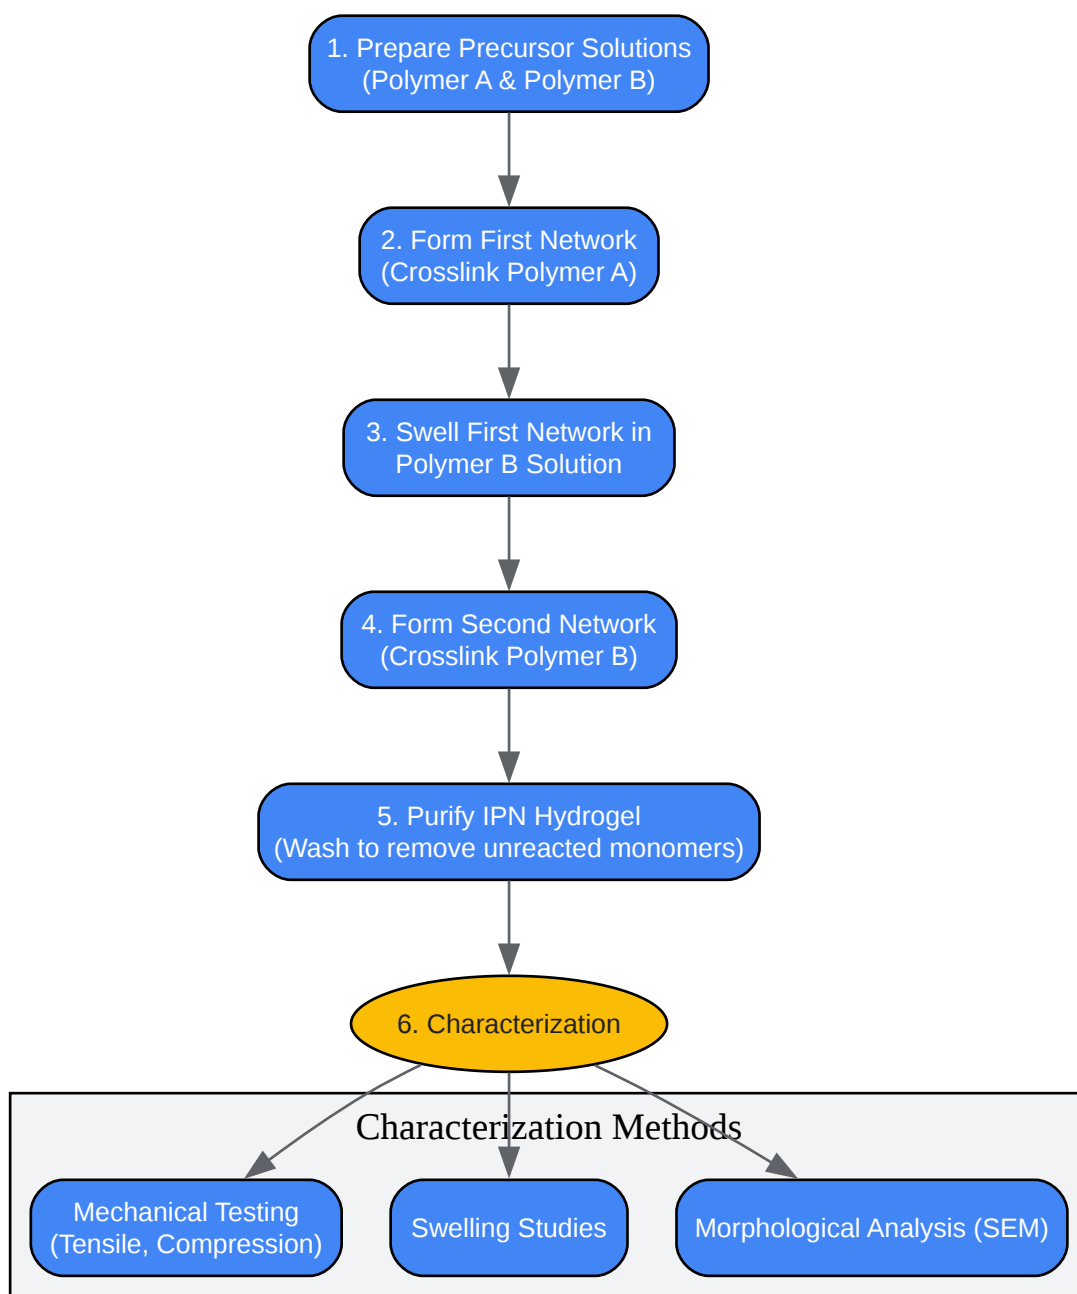 1. Prepare Precursor Solutions
(Polymer A & Polymer B)
2. Form First Network
(Crosslink Polymer A)
3. Swell First Network in
Polymer B Solution
4. Form Second Network
(Crosslink Polymer B)
5. Purify IPN Hydrogel
(Wash to remove unreacted monomers)
6. Characterization
Characterization Methods
Mechanical Testing
(Tensile, Compression)
Swelling Studies
Morphological Analysis (SEM)